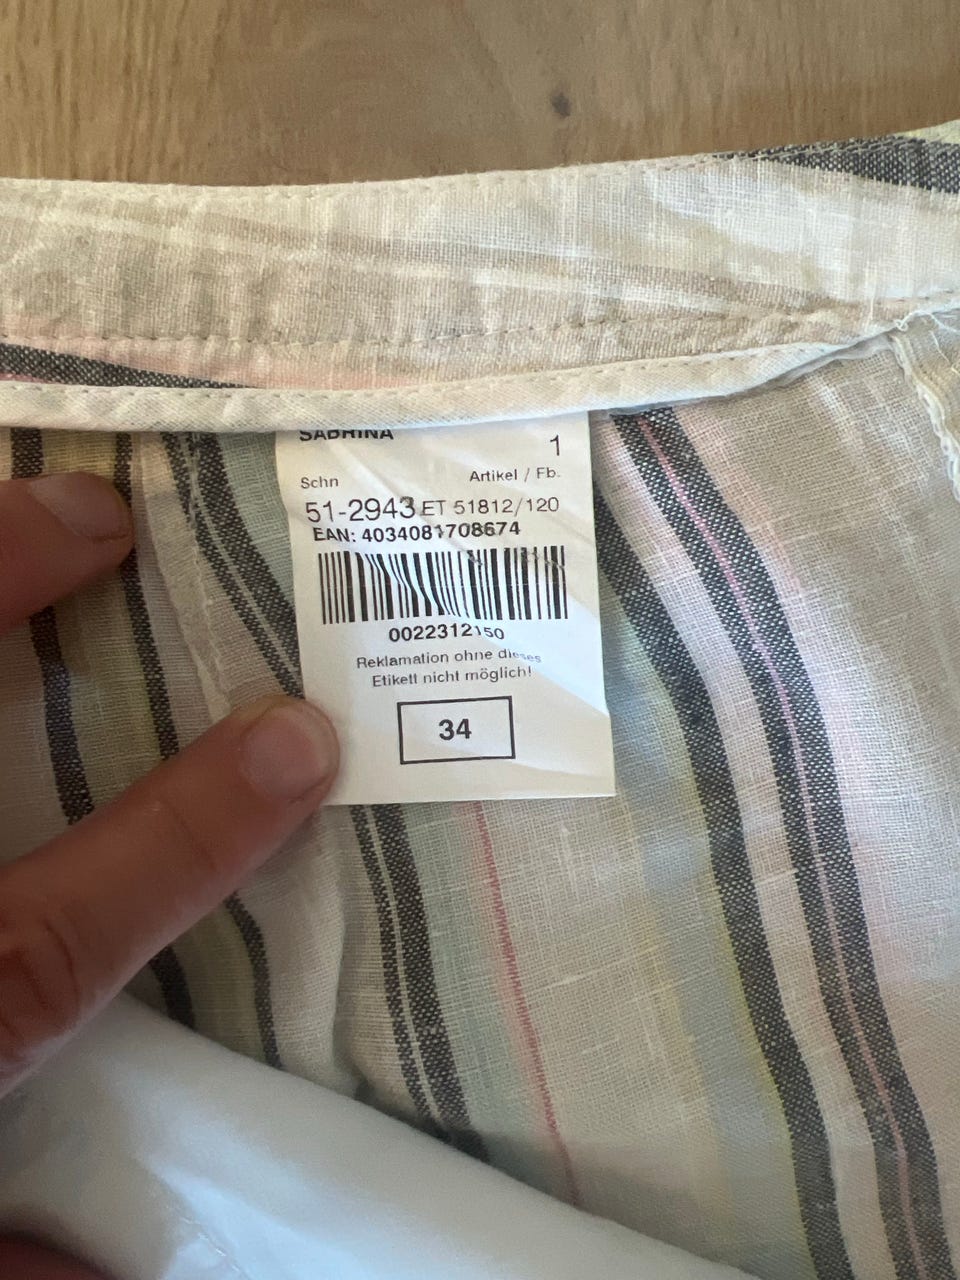 SABRINA
1
Schn Artikel / Fb.
51-2943 ET 51812/120
EAN: 4034081708674
0022312150
Reklamation ohne dieses
Etikett nicht möglich!
34